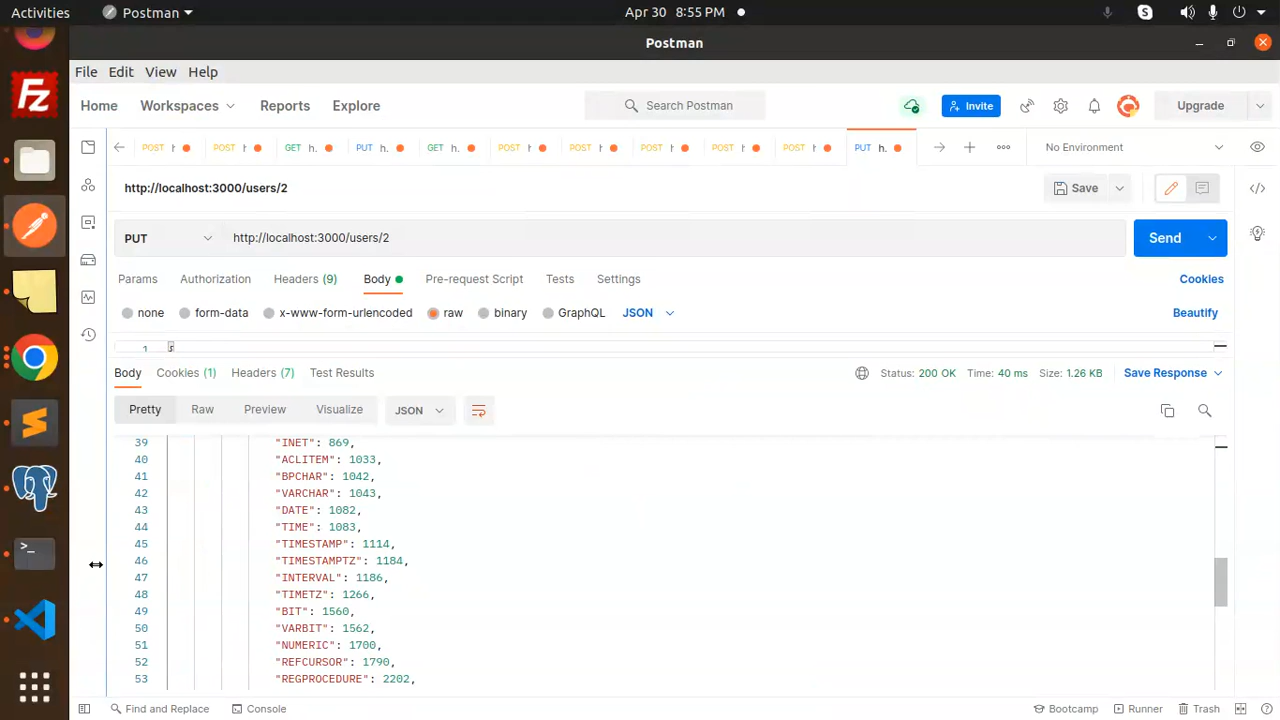 Activities Postman Apr 30 8:55 PM
Postman
File Edit View Help
Home Workspaces Reports Explore Search Postman Invite Upgrade
POST h POST h GET h. PUT h. GET h. POST h POST h POST h POST h POST h PUT h. No Environment
http://localhost:3000/users/2 Save
PUT http://localhost:3000/users/2 Send
Params Authorization Headers (9) Body Pre-request Script Tests Settings Cookies
none form-data x-www-form-urlencoded raw binary GraphQL JSON Beautify
1 {
Body Cookies (1) Headers (7) Test Results Status: 200 OK Time: 40 ms Size: 1.26 KB Save Response
Pretty Raw Preview Visualize JSON
39 "INET": 869,
40 "ACLITEM": 1033,
41 "BPCHAR": 1042,
42 "VARCHAR": 1043,
43 "DATE": 1082,
44 "TIME": 1083,
45 "TIMESTAMP": 1114,
46 "TIMESTAMPTZ": 1184,
47 "INTERVAL": 1186,
48 "TIMETZ": 1266,
49 "BIT": 1560,
50 "VARBIT": 1562,
51 "NUMERIC": 1700,
52 "REFCURSOR": 1790,
53 "REGPROCEDURE": 2202,
Find and Replace Console Bootcamp Runner Trash